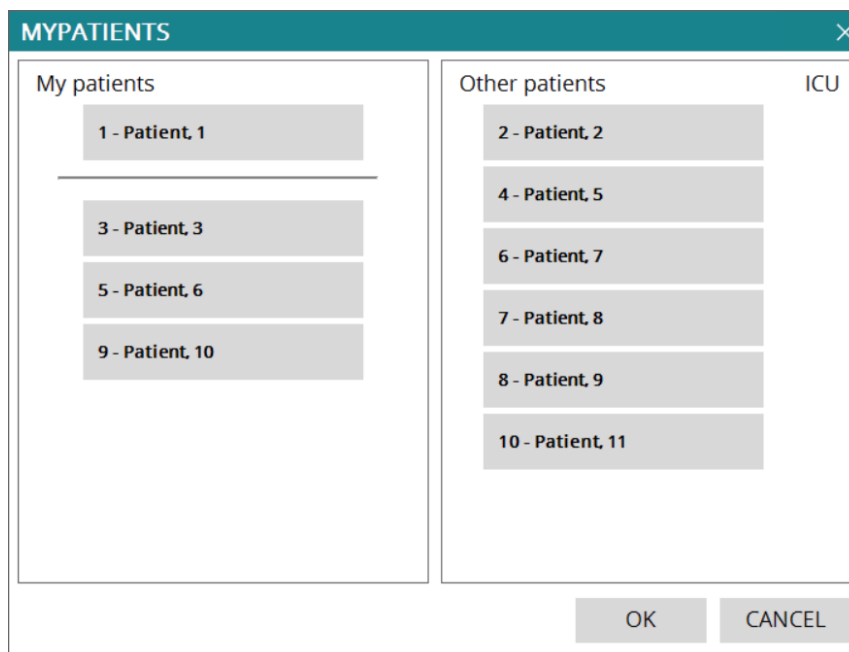 MYPATIENTS
My patients
1 - Patient, 1
3 - Patient, 3
5 - Patient, 6
9 - Patient, 10
Other patients ICU
2 - Patient, 2
4 - Patient, 5
6 - Patient, 7
7 - Patient, 8
8 - Patient, 9
10 - Patient, 11
OK CANCEL